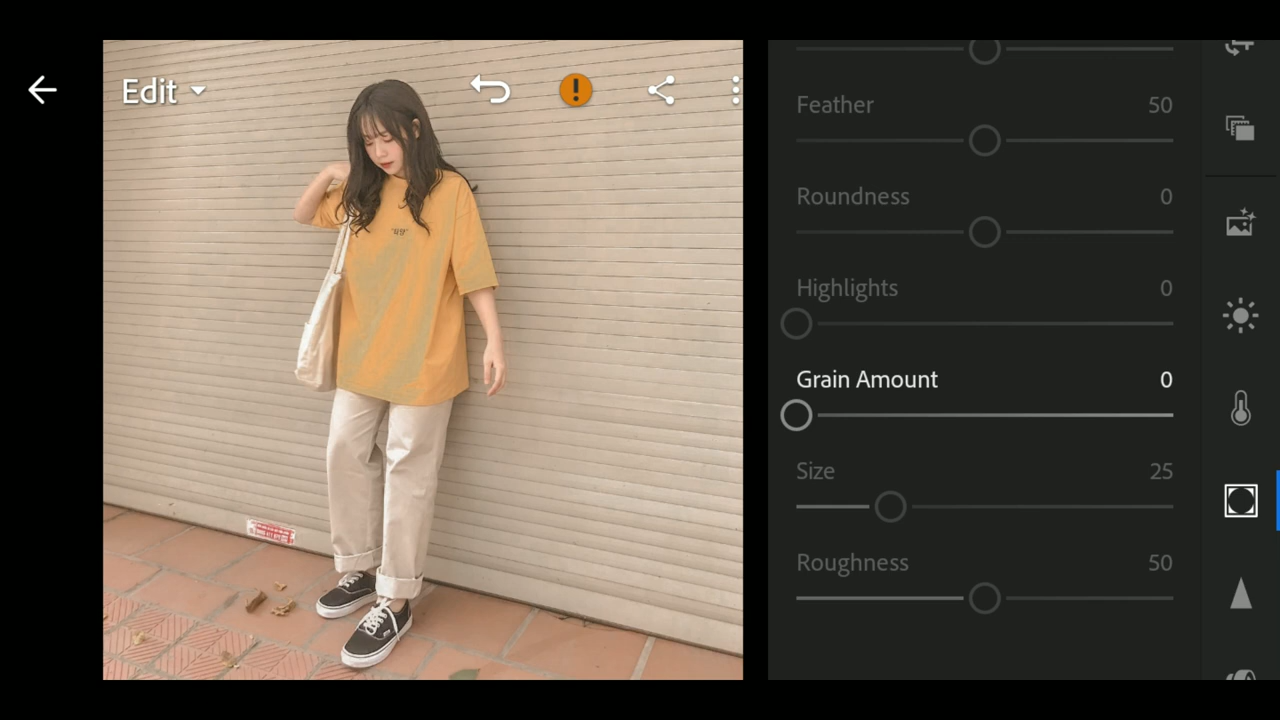 Edit
Feather 50
Roundness 0
Highlights 0
Grain Amount 0
Size 25
Roughness 50